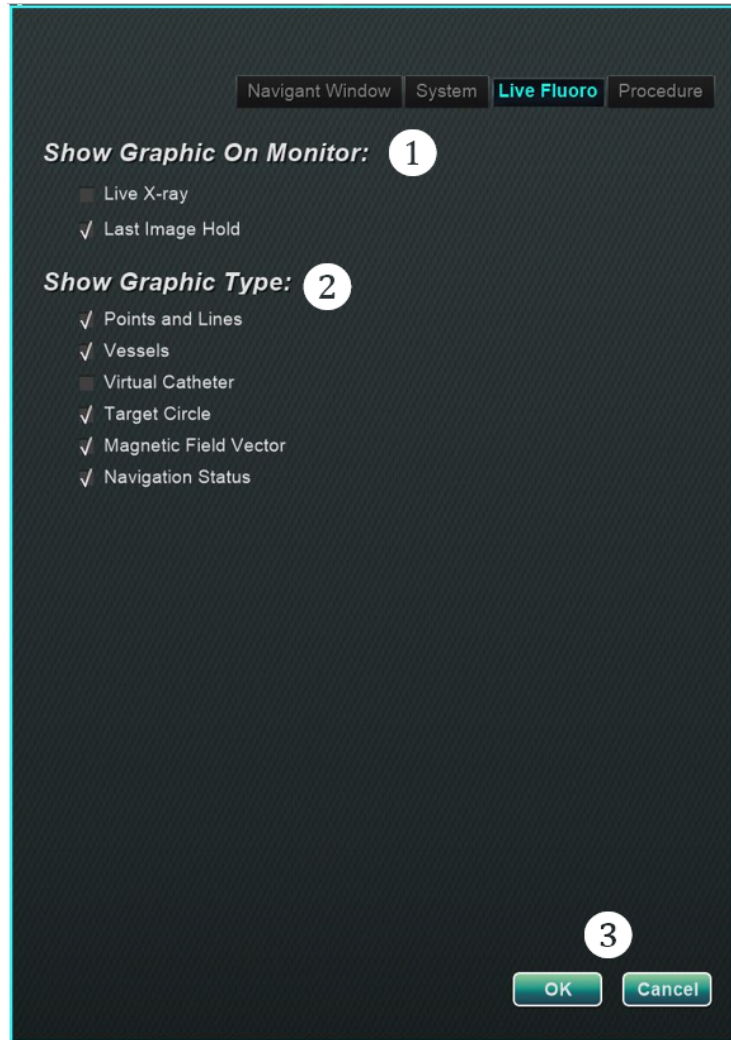 Navigant Window System Live Fluoro Procedure
Show Graphic On Monitor: 1
Live X-ray
Last Image Hold
Show Graphic Type: 2
Points and Lines
Vessels
Virtual Catheter
Target Circle
Magnetic Field Vector
Navigation Status
3
OK Cancel